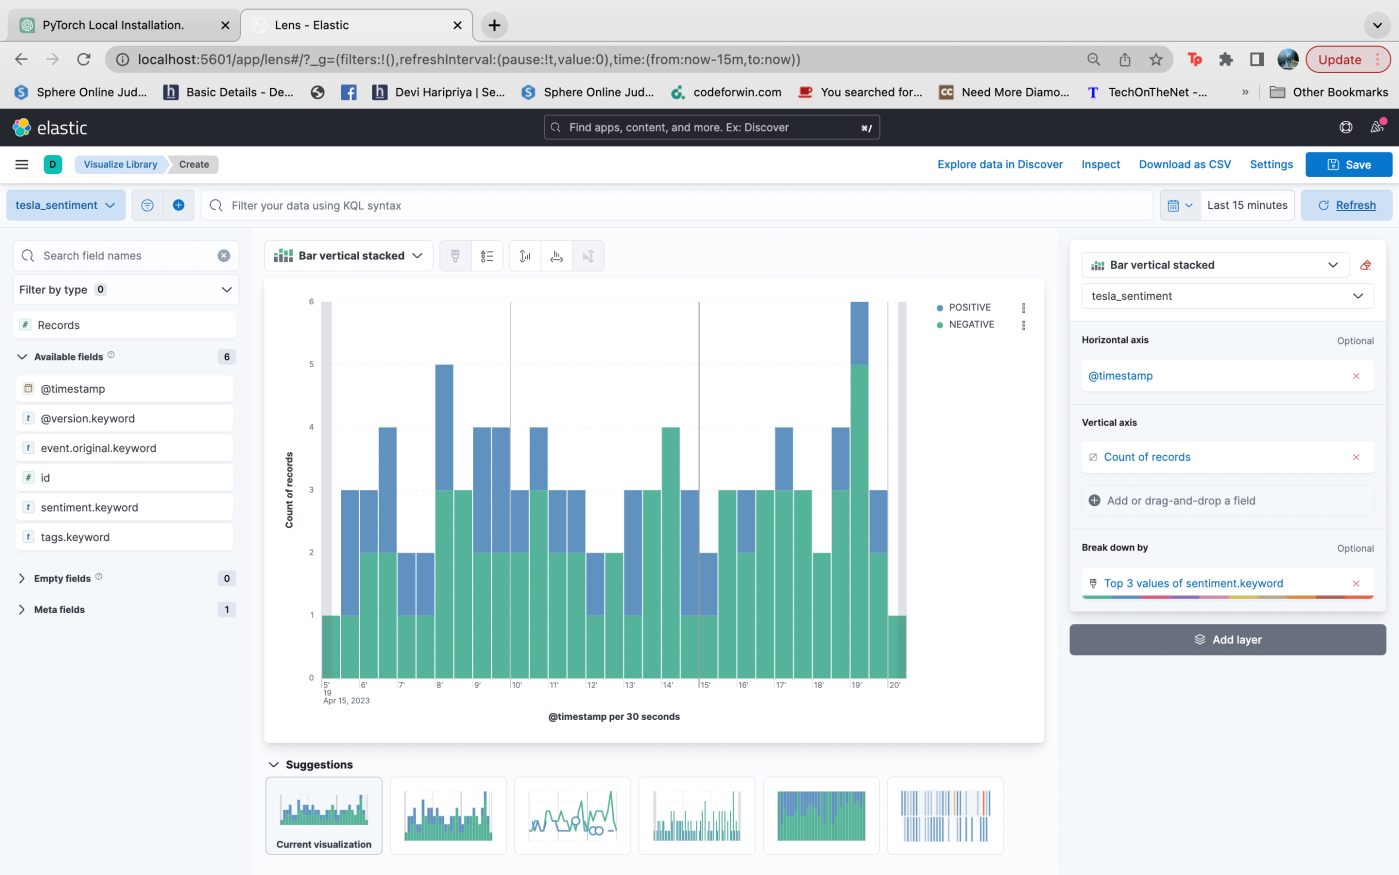 PyTorch Local Installation.
Lens - Elastic
localhost:5601/app/lens#/?_g=(filters:!(),refreshInterval:(pause:!t,value:0),time:(from:now-15m,to:now))
Tp
Update
Sphere Online Jud...
h Basic Details - De...
h Devi Haripriya | Se...
Sphere Online Jud...
codeforwin.com
You searched for...
CC Need More Diamo...
T TechOnTheNet -...
»
Other Bookmarks
elastic
Find apps, content, and more. Ex: Discover
⌘/
D
Visualize Library
Create
Explore data in Discover
Inspect
Download as CSV
Settings
Save
tesla_sentiment
Filter your data using KQL syntax
Last 15 minutes
Refresh
Search field names
Filter by type 0
# Records
Available fields 6
@timestamp
t @version.keyword
t event.original.keyword
# id
t sentiment.keyword
t tags.keyword
Empty fields 0
Meta fields 1
Bar vertical stacked
POSITIVE
NEGATIVE
Count of records
6
5
4
3
2
1
0
5' 6' 7' 8' 9' 10' 11' 12' 13' 14' 15' 16' 17' 18' 19' 20'
19
Apr 15, 2023
@timestamp per 30 seconds
Suggestions
Current visualization
Bar vertical stacked
tesla_sentiment
Horizontal axis Optional
@timestamp
Vertical axis
Count of records
Add or drag-and-drop a field
Break down by Optional
Top 3 values of sentiment.keyword
Add layer